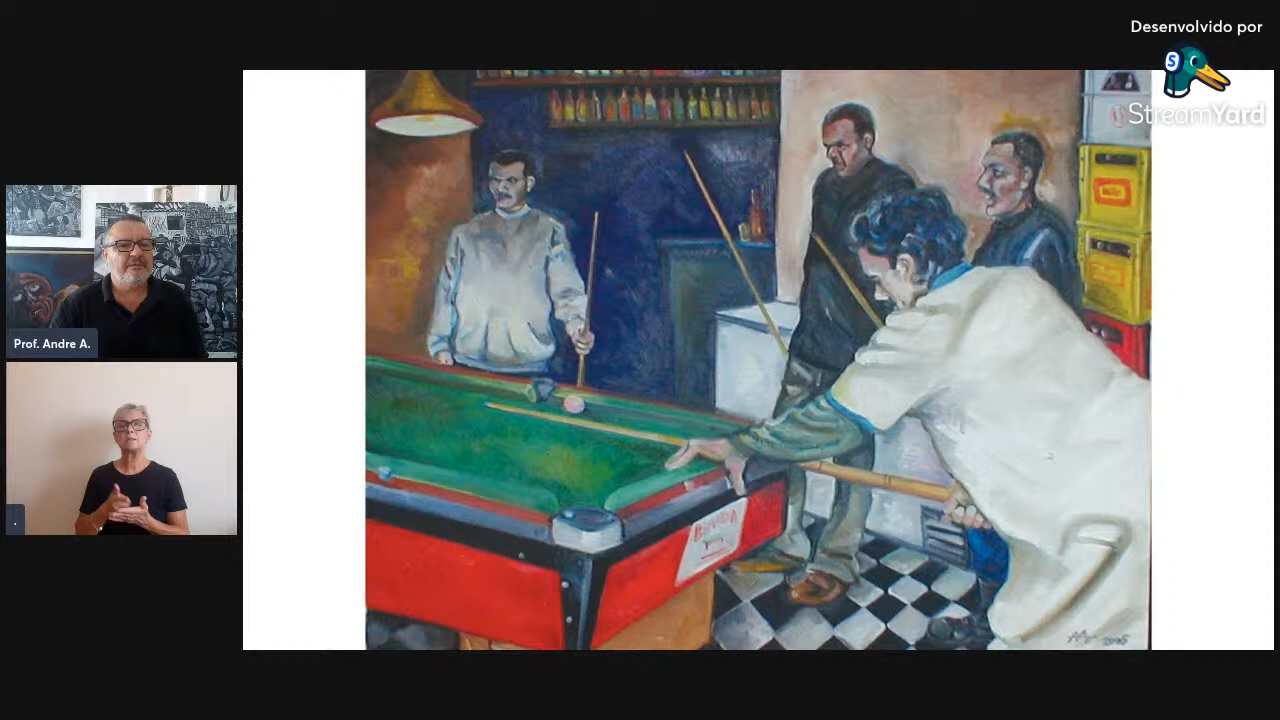 Desenvolvido por
S
StreamYard
Prof. Andre A.
.